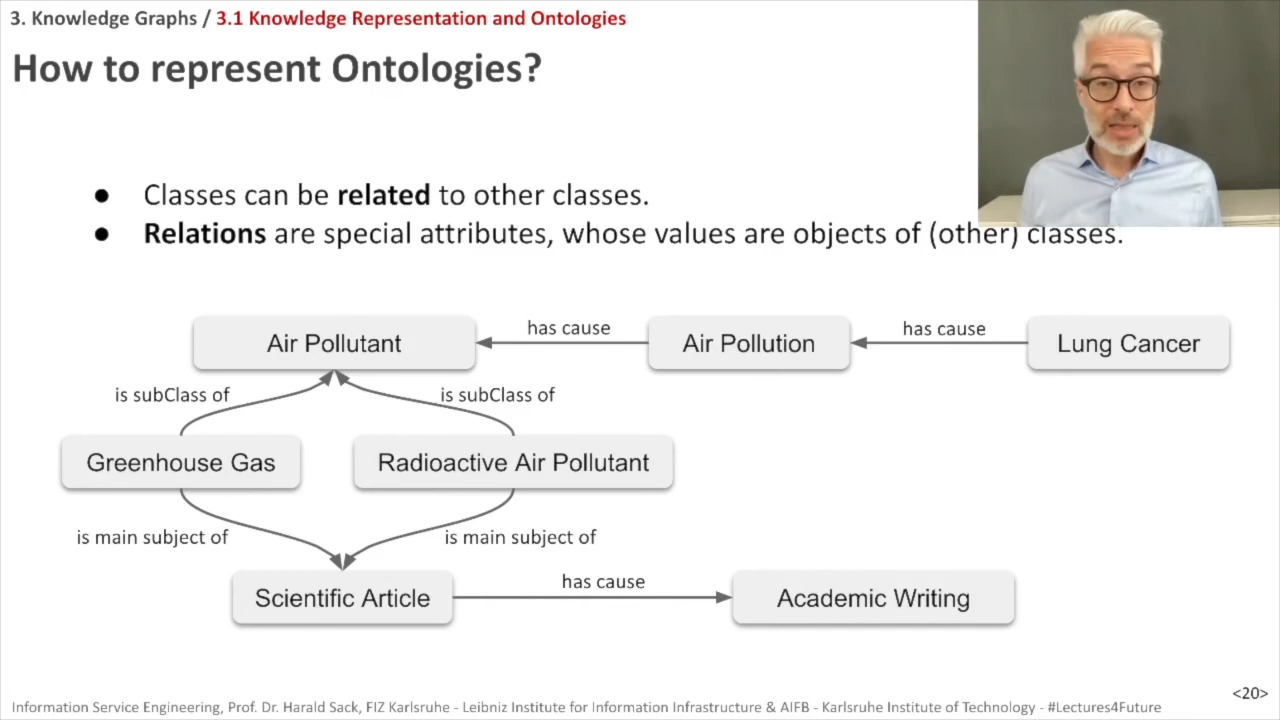 3. Knowledge Graphs / 3.1 Knowledge Representation and Ontologies
How to represent Ontologies?
● Classes can be related to other classes.
● Relations are special attributes, whose values are objects of (other) classes.
Air Pollutant
has cause
Air Pollution
has cause
Lung Cancer
is subClass of
is subClass of
Greenhouse Gas
Radioactive Air Pollutant
is main subject of
is main subject of
Scientific Article
has cause
Academic Writing
<20>
Information Service Engineering, Prof. Dr. Harald Sack, FIZ Karlsruhe - Leibniz Institute for Information Infrastructure & AIFB - Karlsruhe Institute of Technology - #Lectures4Future